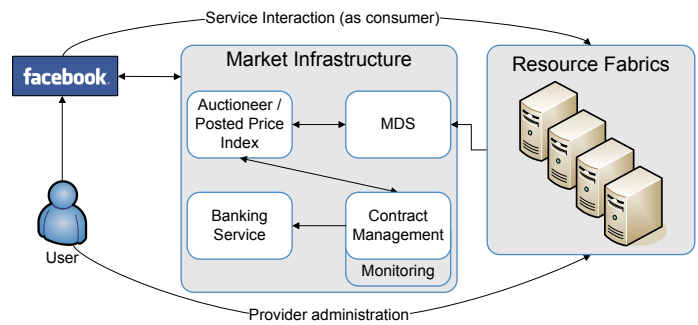 Service Interaction (as consumer)
facebook.
Market Infrastructure
Resource Fabrics
Auctioneer /
Posted Price
Index
MDS
Banking
Service
Contract
Management
Monitoring
User
Provider administration